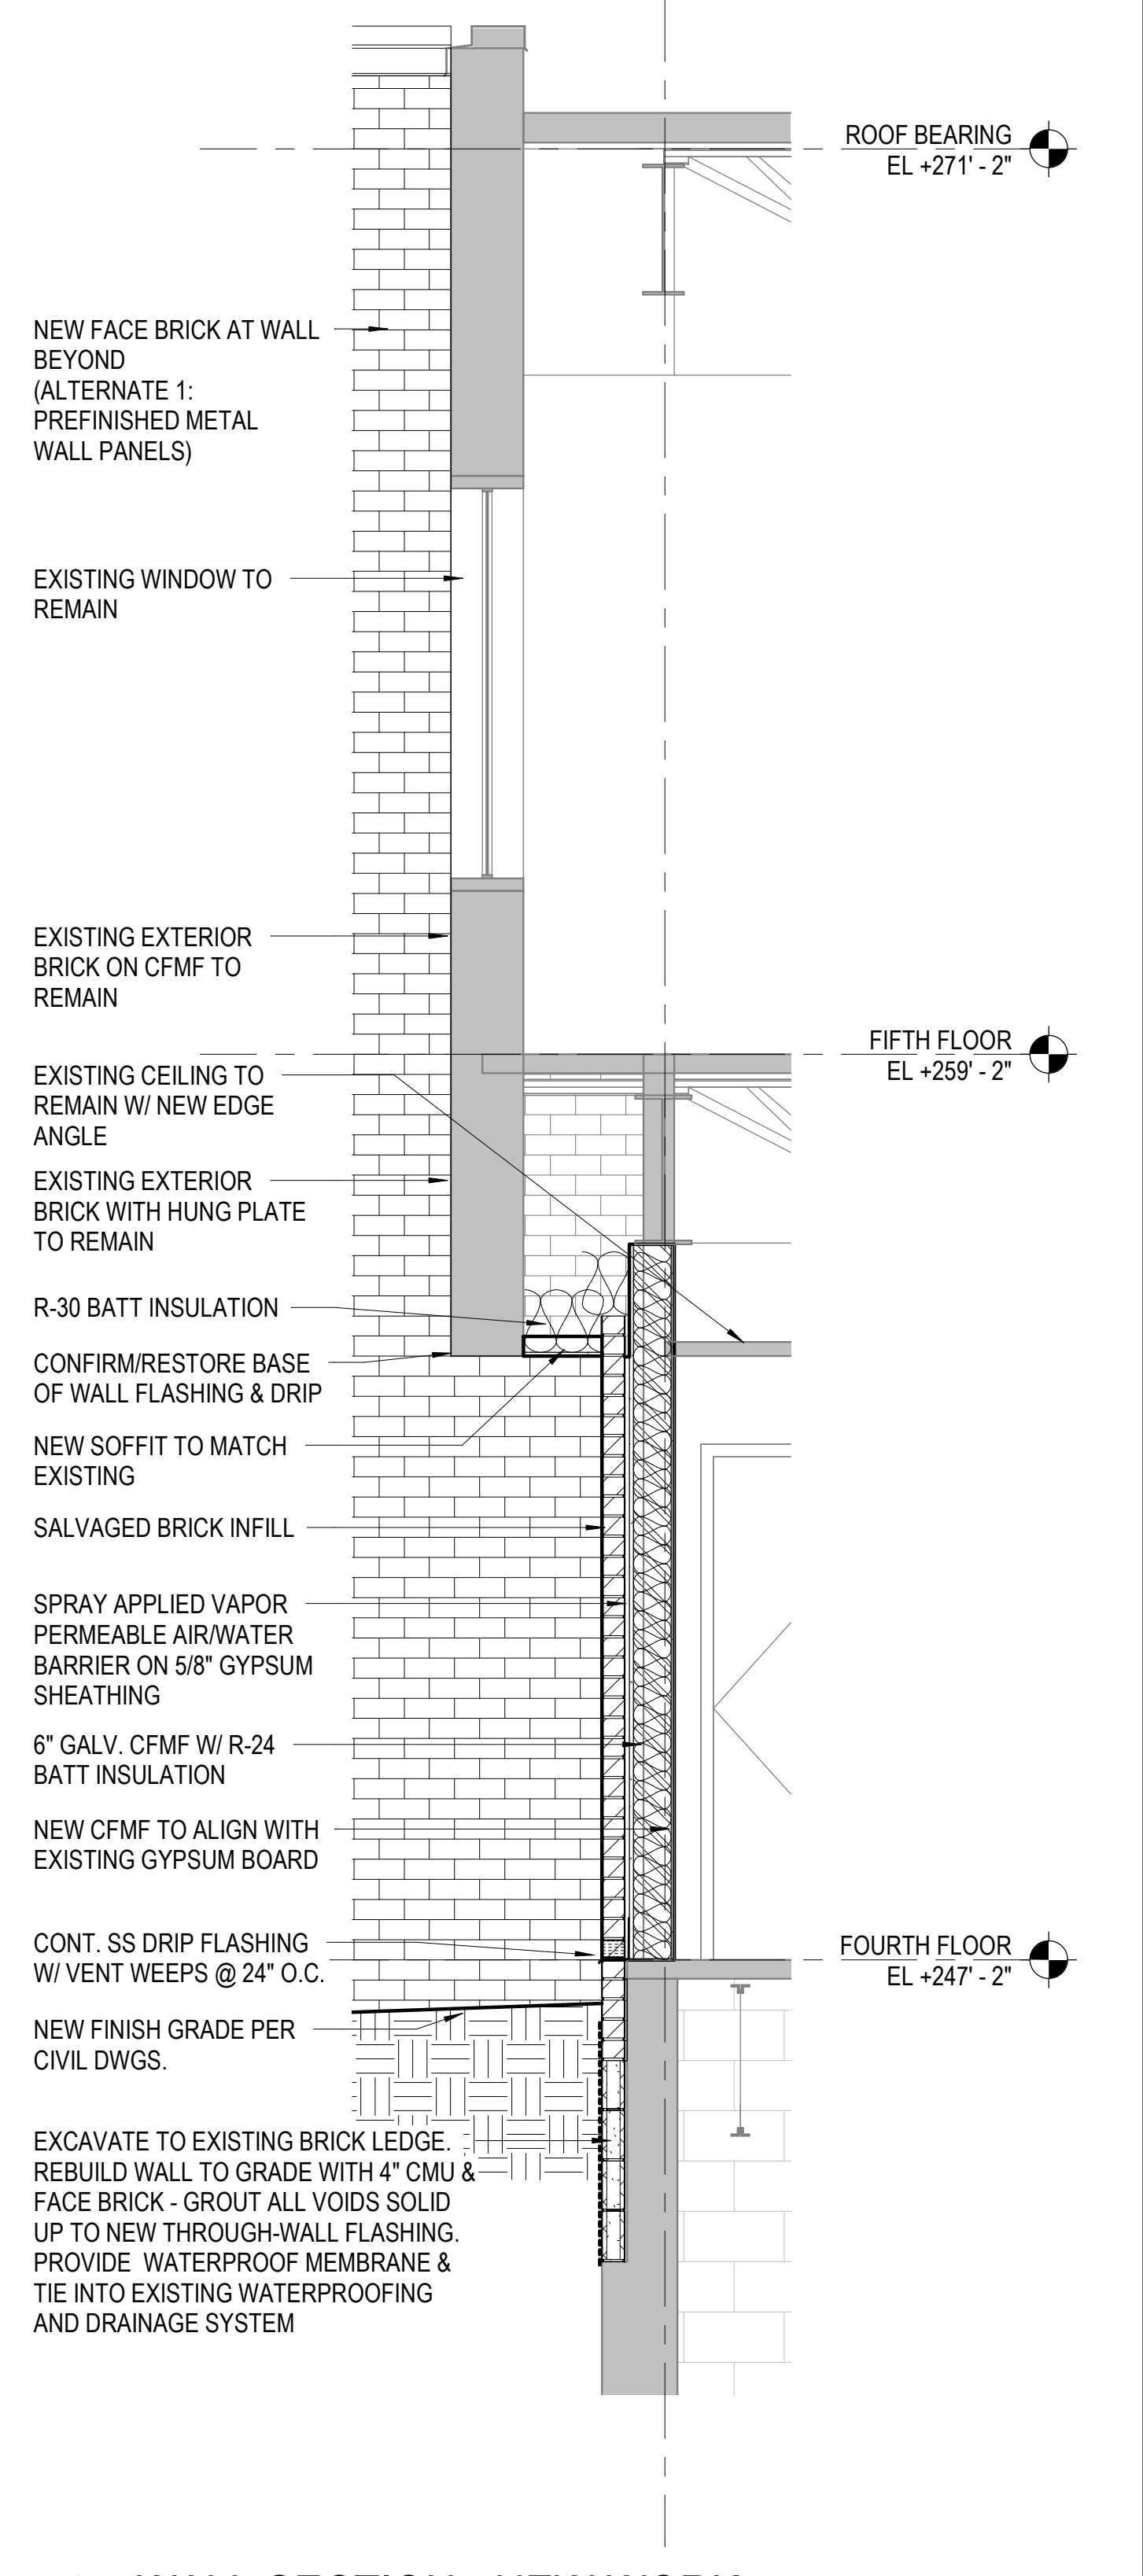 ROOF BEARING
EL +271' - 2"
NEW FACE BRICK AT WALL
BEYOND
(ALTERNATE 1:
PREFINISHED METAL
WALL PANELS)
EXISTING WINDOW TO
REMAIN
EXISTING EXTERIOR
BRICK ON CFMF TO
REMAIN
FIFTH FLOOR
EL +259' - 2"
EXISTING CEILING TO
REMAIN W/ NEW EDGE
ANGLE
EXISTING EXTERIOR
BRICK WITH HUNG PLATE
TO REMAIN
R-30 BATT INSULATION
CONFIRM/RESTORE BASE
OF WALL FLASHING & DRIP
NEW SOFFIT TO MATCH
EXISTING
SALVAGED BRICK INFILL
SPRAY APPLIED VAPOR
PERMEABLE AIR/WATER
BARRIER ON 5/8" GYPSUM
SHEATHING
6" GALV. CFMF W/ R-24
BATT INSULATION
NEW CFMF TO ALIGN WITH
EXISTING GYPSUM BOARD
CONT. SS DRIP FLASHING
W/ VENT WEEPS @ 24" O.C.
FOURTH FLOOR
EL +247' - 2"
NEW FINISH GRADE PER
CIVIL DWGS.
EXCAVATE TO EXISTING BRICK LEDGE.
REBUILD WALL TO GRADE WITH 4" CMU &
FACE BRICK - GROUT ALL VOIDS SOLID
UP TO NEW THROUGH-WALL FLASHING.
PROVIDE WATERPROOF MEMBRANE &
TIE INTO EXISTING WATERPROOFING
AND DRAINAGE SYSTEM
WALL SECTION - NEW WORK